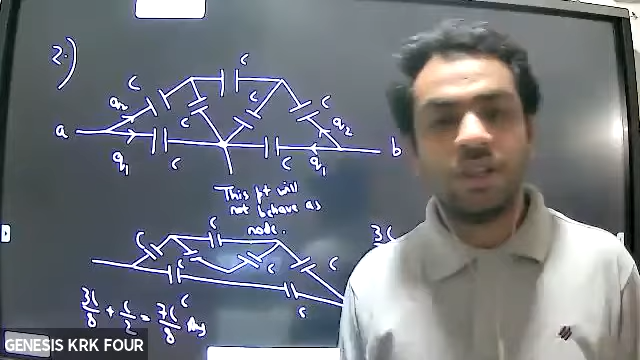 2.)
C C
q2 C C C q2
a b
q1 C C q1
This pt will
not behave as
node.
C C
C C C
C C
3C/8 + C/2 = 7C/8 Ans
3C
GENESIS KRK FOUR